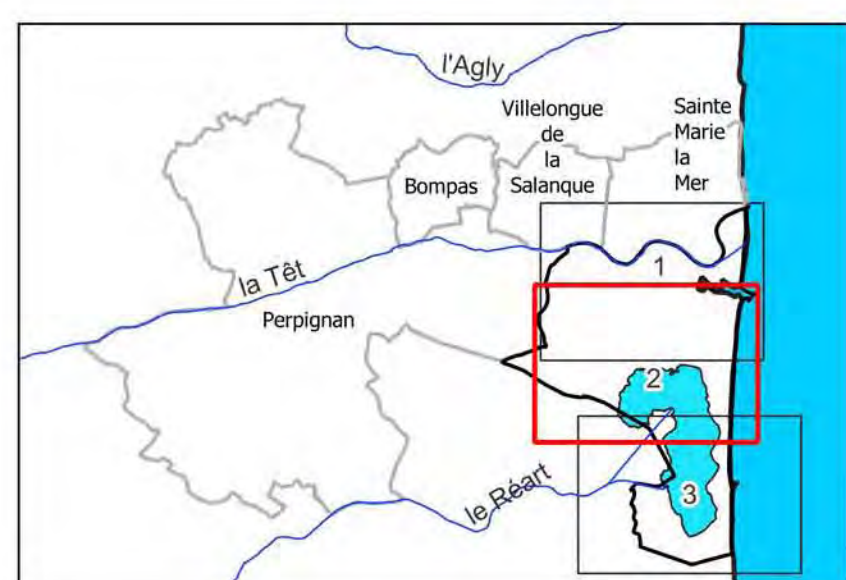 l'Agly
Villelongue
de
la
Salanque
Sainte
Marie
la
Mer
Bompas
la Têt
1
Perpignan
2
le Réart
3